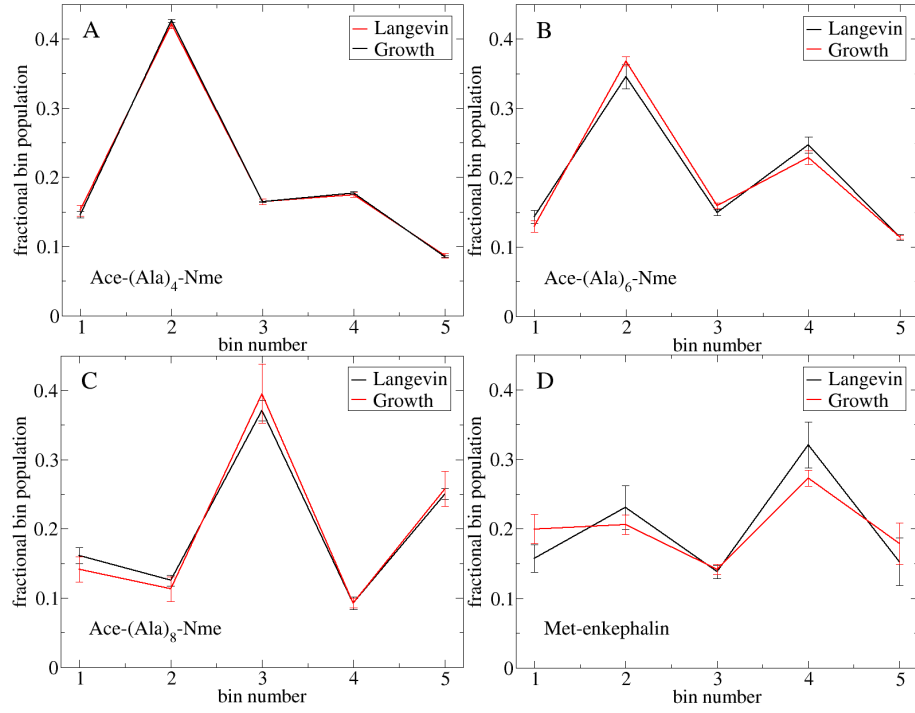 A
Langevin
Growth
fractional bin population
0.4
0.3
0.2
0.1
0
Ace-(Ala)4-Nme
1 2 3 4 5
bin number
B
Langevin
Growth
fractional bin population
0.4
0.3
0.2
0.1
0
Ace-(Ala)6-Nme
1 2 3 4 5
bin number
C
Langevin
Growth
fractional bin population
0.4
0.3
0.2
0.1
0
Ace-(Ala)8-Nme
1 2 3 4 5
bin number
D
Langevin
Growth
fractional bin population
0.4
0.3
0.2
0.1
0
Met-enkephalin
1 2 3 4 5
bin number